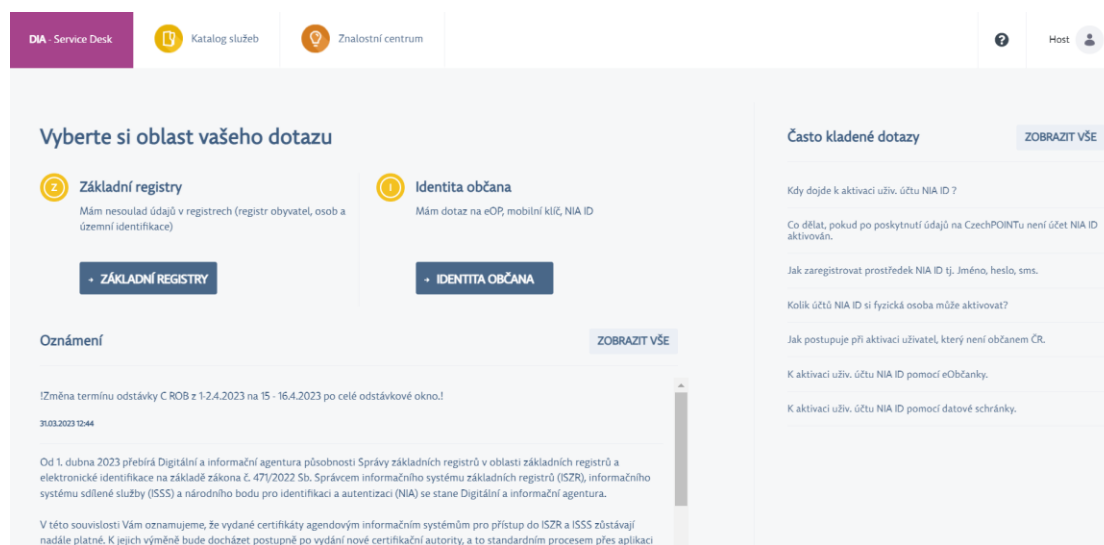 DIA - Service Desk
Katalog služeb
Znalostní centrum
?
Host
Vyberte si oblast vašeho dotazu
Z
Základní registry
Mám nesoulad údajů v registrech (registr obyvatel, osob a
územní identifikace)
→ ZÁKLADNÍ REGISTRY
I
Identita občana
Mám dotaz na eOP, mobilní klíč, NIA ID
→ IDENTITA OBČANA
Oznámení
ZOBRAZIT VŠE
!Změna termínu odstávky C ROB z 1-2.4.2023 na 15 - 16.4.2023 po celé odstávkové okno.!
31.03.2023 12:44
Od 1. dubna 2023 přebírá Digitální a informační agentura působnosti Správy základních registrů v oblasti základních registrů a
elektronické identifikace na základě zákona č. 471/2022 Sb. Správcem informačního systému základních registrů (ISZR), informačního
systému sdílené služby (ISSS) a národního bodu pro identifikaci a autentizaci (NIA) se stane Digitální a informační agentura.
V této souvislosti Vám oznamujeme, že vydané certifikáty agendovým informačním systémům pro přístup do ISZR a ISSS zůstávají
nadále platné. K jejich výměně bude docházet postupně po vydání nové certifikační autority, a to standardním procesem přes aplikaci
Často kladené dotazy
ZOBRAZIT VŠE
Kdy dojde k aktivaci uživ. účtu NIA ID ?
Co dělat, pokud po poskytnutí údajů na CzechPOINTu není účet NIA ID
aktivován.
Jak zaregistrovat prostředek NIA ID tj. Jméno, heslo, sms.
Kolik účtů NIA ID si fyzická osoba může aktivovat?
Jak postupuje při aktivaci uživatel, který není občanem ČR.
K aktivaci uživ. účtu NIA ID pomocí eObčanky.
K aktivaci uživ. účtu NIA ID pomocí datové schránky.